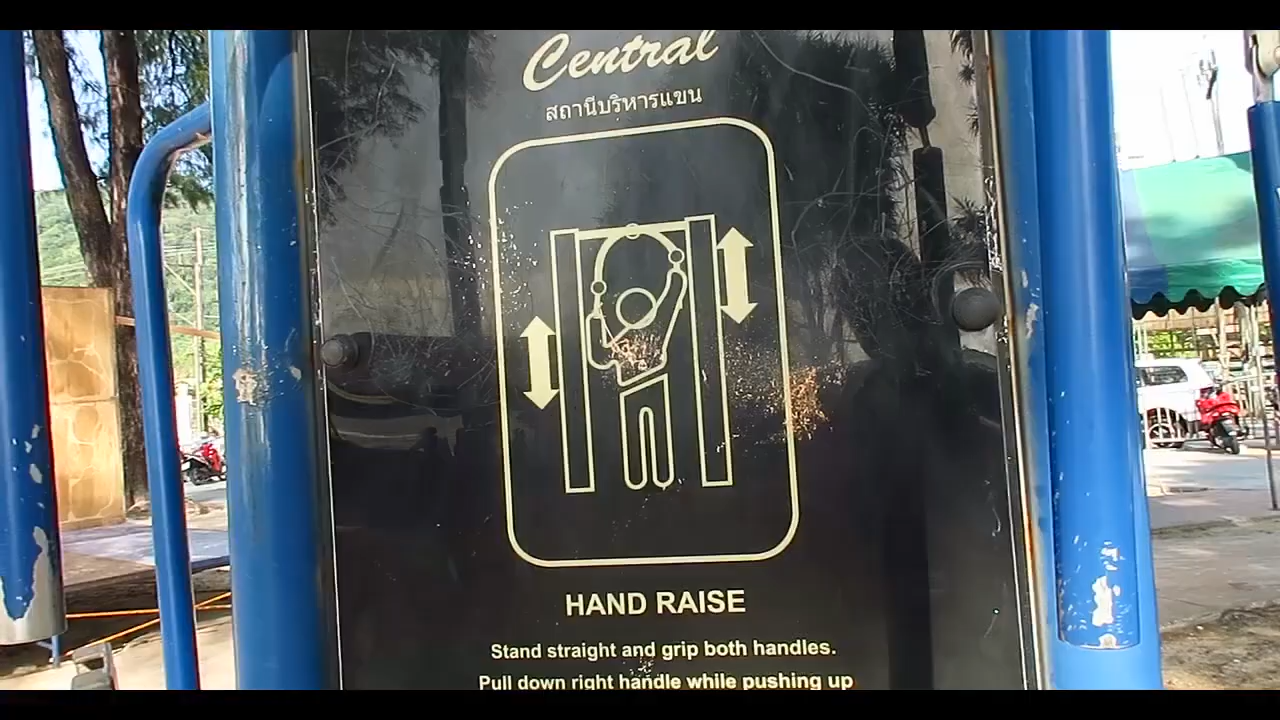 Central
สถานีบริหารแขน
HAND RAISE
Stand straight and grip both handles.
Pull down right handle while pushing up